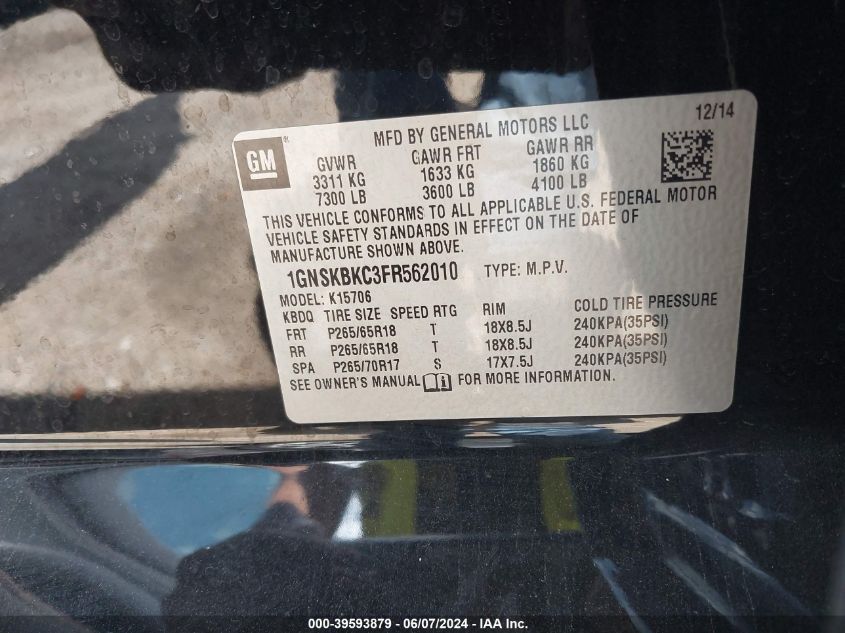 12/14
MFD BY GENERAL MOTORS LLC
GM®
GVWR GAWR FRT GAWR RR
3311 KG 1633 KG 1860 KG
7300 LB 3600 LB 4100 LB
THIS VEHICLE CONFORMS TO ALL APPLICABLE U.S. FEDERAL MOTOR
VEHICLE SAFETY STANDARDS IN EFFECT ON THE DATE OF
MANUFACTURE SHOWN ABOVE.
1GNSKBKC3FR562010 TYPE: M.P.V.
MODEL: K15706
KBDQ TIRE SIZE SPEED RTG RIM COLD TIRE PRESSURE
FRT P265/65R18 T 18X8.5J 240KPA(35PSI)
RR P265/65R18 T 18X8.5J 240KPA(35PSI)
SPA P265/70R17 S 17X7.5J 240KPA(35PSI)
SEE OWNER'S MANUAL FOR MORE INFORMATION.
000-39593879 - 06/07/2024 - IAA, Inc.